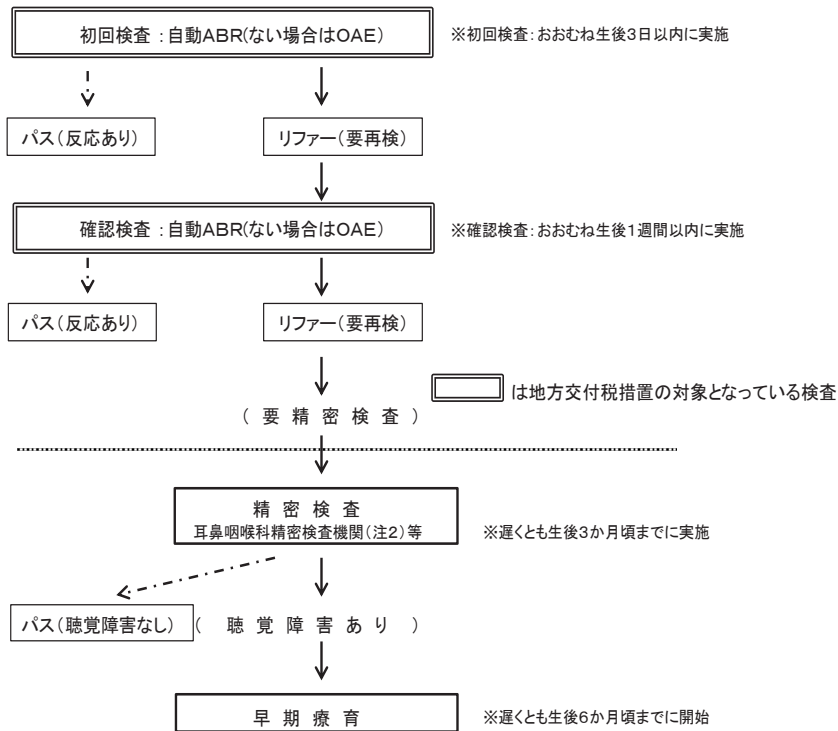 初回検査：自動ABR(ない場合はOAE)
※初回検査：おおむね生後3日以内に実施
パス(反応あり)
リファー(要再検)
確認検査：自動ABR(ない場合はOAE)
※確認検査：おおむね生後1週間以内に実施
パス(反応あり)
リファー(要再検)
は地方交付税措置の対象となっている検査
(要精密検査)
精密検査
耳鼻咽喉科精密検査機関(注2)等
※遅くとも生後3か月頃までに実施
パス(聴覚障害なし)
(聴覚障害あり)
早期療育
※遅くとも生後6か月頃までに開始